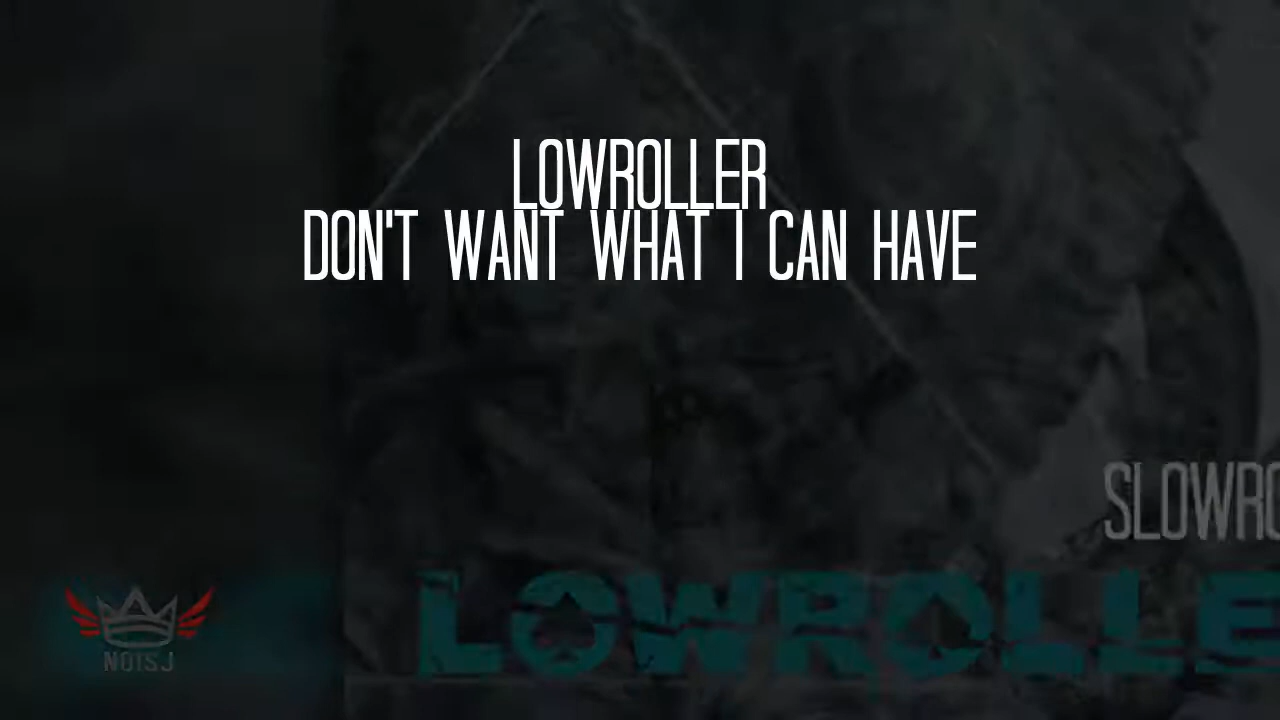 LOWROLLER
DON'T WANT WHAT I CAN HAVE
SLOWRO
LOWROLLE
NOISJ